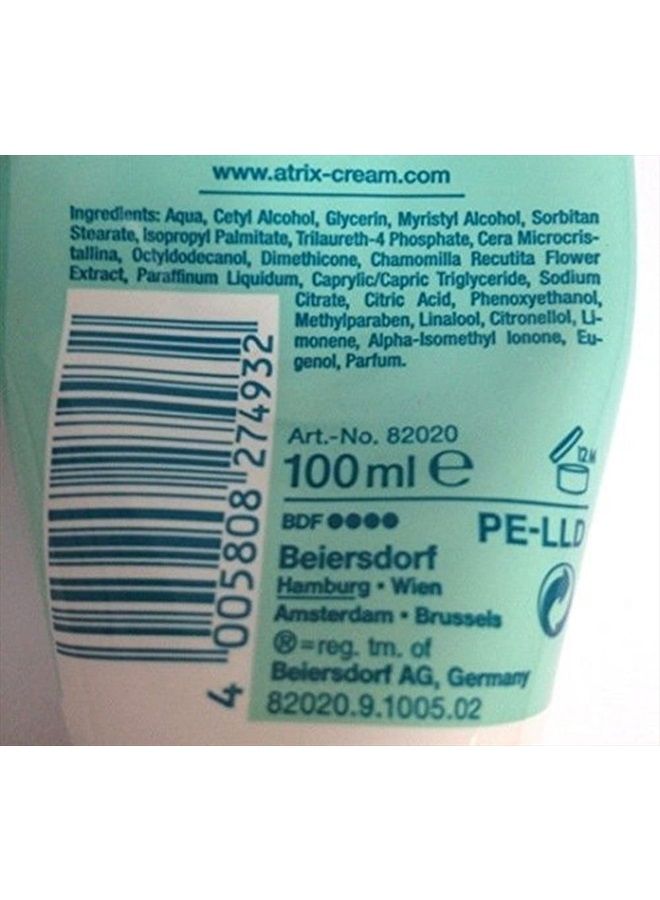 www.atrix-cream.com
Ingredients: Aqua, Cetyl Alcohol, Glycerin, Myristyl Alcohol, Sorbitan
Stearate, Isopropyl Palmitate, Trilaureth-4 Phosphate, Cera Microcris-
tallina, Octyldodecanol, Dimethicone, Chamomilla Recutita Flower
Extract, Paraffinum Liquidum, Caprylic/Capric Triglyceride, Sodium
Citrate, Citric Acid, Phenoxyethanol,
Methylparaben, Linalool, Citronellol, Li-
monene, Alpha-Isomethyl Ionone, Eu-
genol, Parfum.
4 005808 274932
Art.-No. 82020
100 ml e
12M
BDF ●●●●
PE-LLD
Beiersdorf
Hamburg • Wien
Amsterdam • Brussels
® = reg. tm. of
Beiersdorf AG, Germany
82020.9.1005.02